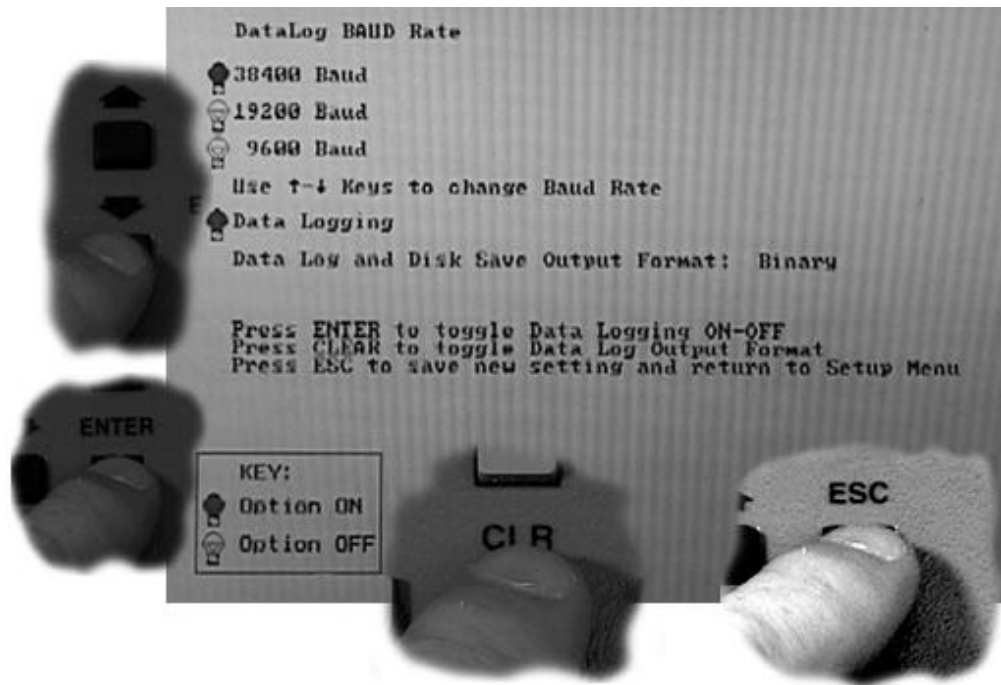 DataLog BAUD Rate
38400 Baud
19200 Baud
9600 Baud
Use ↑-↓ Keys to change Baud Rate
Data Logging
Data Log and Disk Save Output Format: Binary
Press ENTER to toggle Data Logging ON-OFF
Press CLEAR to toggle Data Log Output Format
Press ESC to save new setting and return to Setup Menu
ENTER
KEY:
Option ON
Option OFF
CLR
ESC